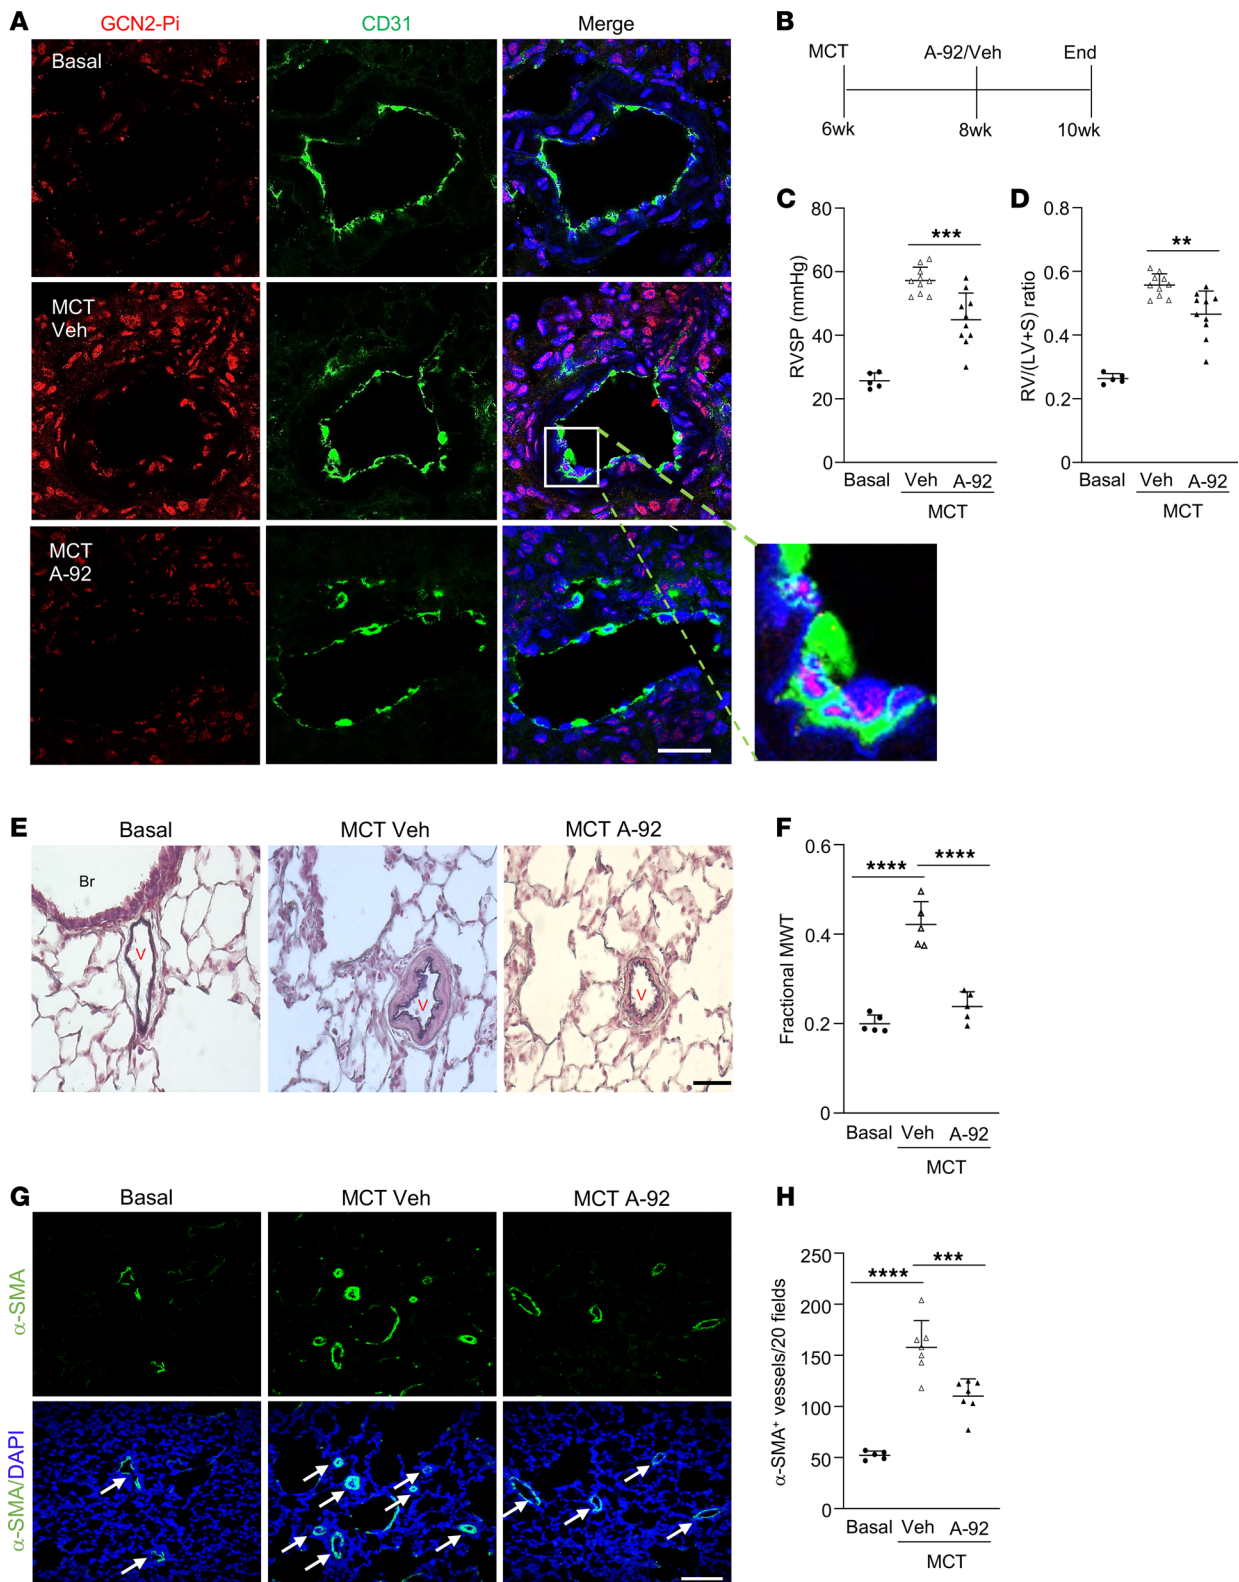 A
GCN2-Pi CD31 Merge
Basal
MCT
Veh
MCT
A-92
B
MCT A-92/Veh End
6wk 8wk 10wk
C
RVSP (mmHg)
80
60
40
20
0
***
Basal Veh A-92
MCT
D
RV/(LV+S) ratio
0.8
0.6
0.4
0.2
0
**
Basal Veh A-92
MCT
E
Basal MCT Veh MCT A-92
Br
V
V
V
F
Fractional MWT
0.6
0.4
0.2
0
**** ****
Basal Veh A-92
MCT
G
Basal MCT Veh MCT A-92
α-SMA
α-SMA/DAPI
H
α-SMA⁺ vessels/20 fields
250
200
150
100
50
0
**** ***
Basal Veh A-92
MCT